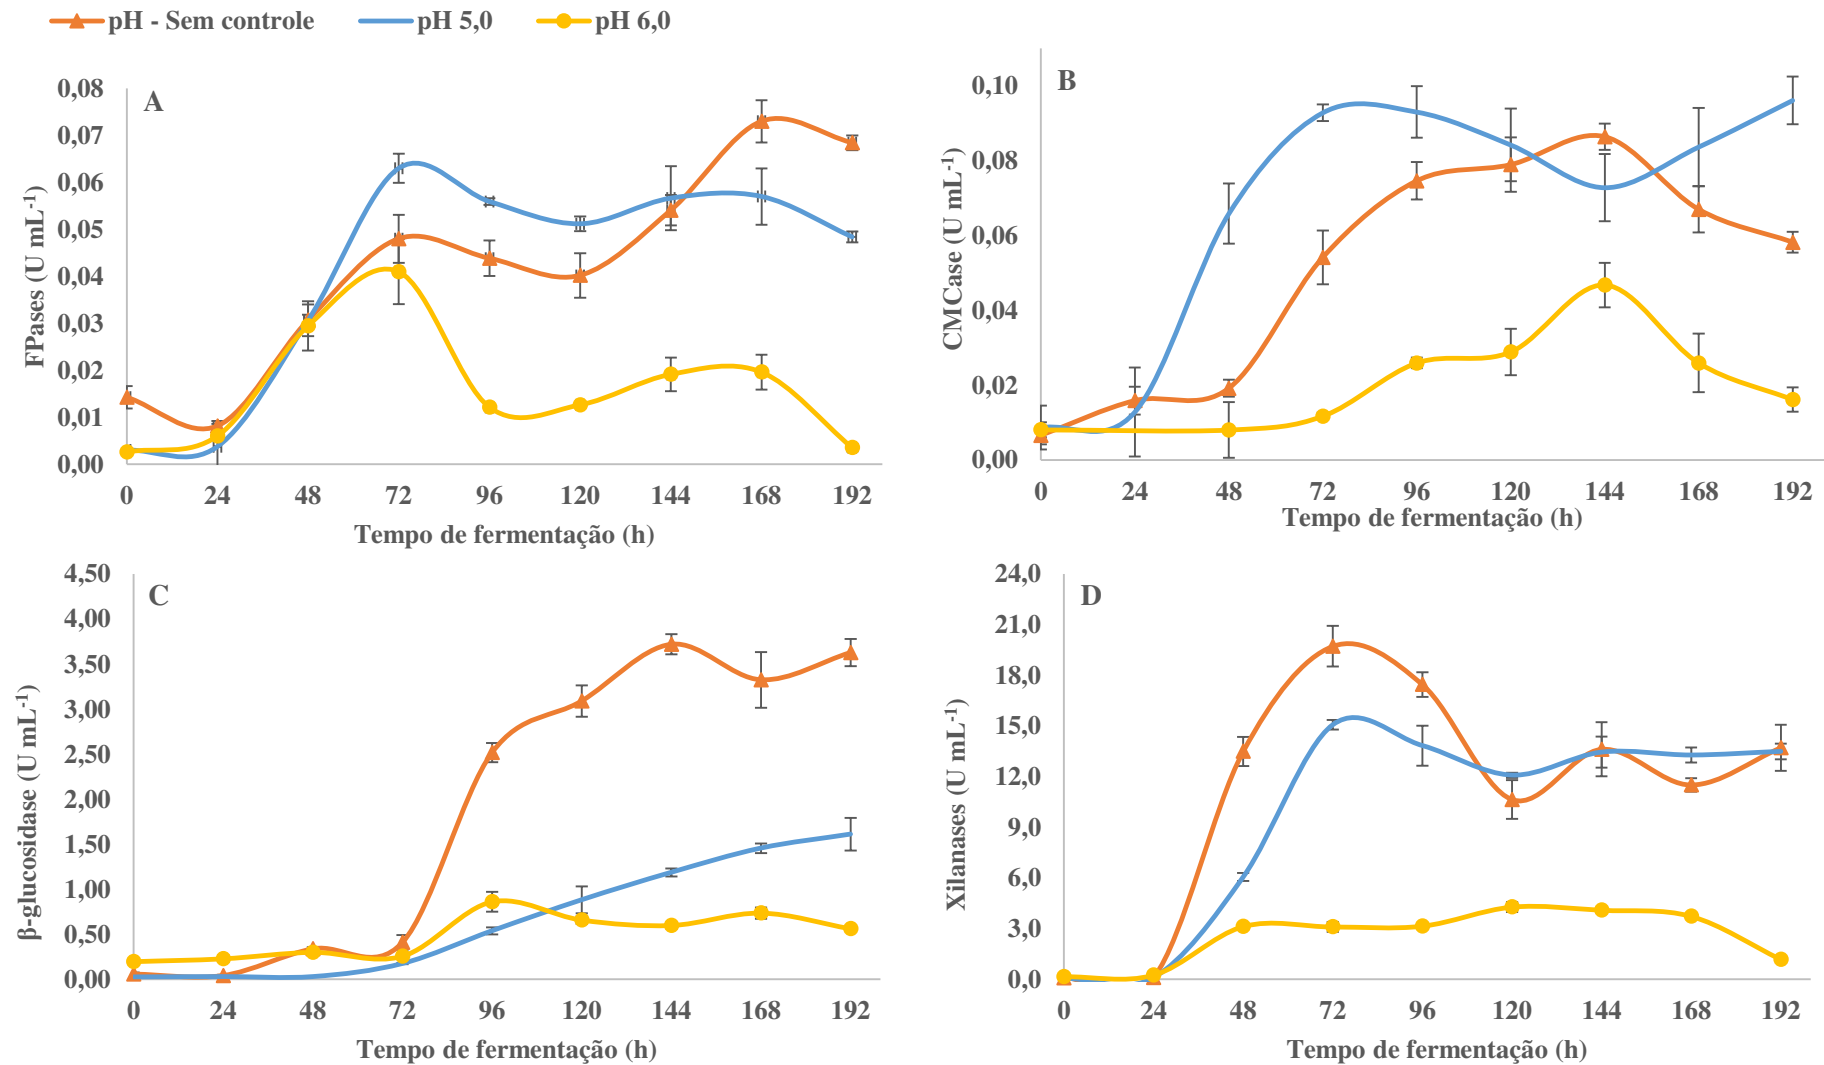 pH - Sem controle pH 5,0 pH 6,0
A
0,08
0,07
0,06
0,05
0,04
0,03
0,02
0,01
0,00
FPases (U mL-1)
0 24 48 72 96 120 144 168 192
Tempo de fermentação (h)
B
0,10
0,08
0,06
0,04
0,02
0,00
CMCase (U mL-1)
0 24 48 72 96 120 144 168 192
Tempo de fermentação (h)
C
4,50
4,00
3,50
3,00
2,50
2,00
1,50
1,00
0,50
0,00
β-glucosidase (U mL-1)
0 24 48 72 96 120 144 168 192
Tempo de fermentação (h)
D
24,0
21,0
18,0
15,0
12,0
9,0
6,0
3,0
0,0
Xilanases (U mL-1)
0 24 48 72 96 120 144 168 192
Tempo de fermentação (h)